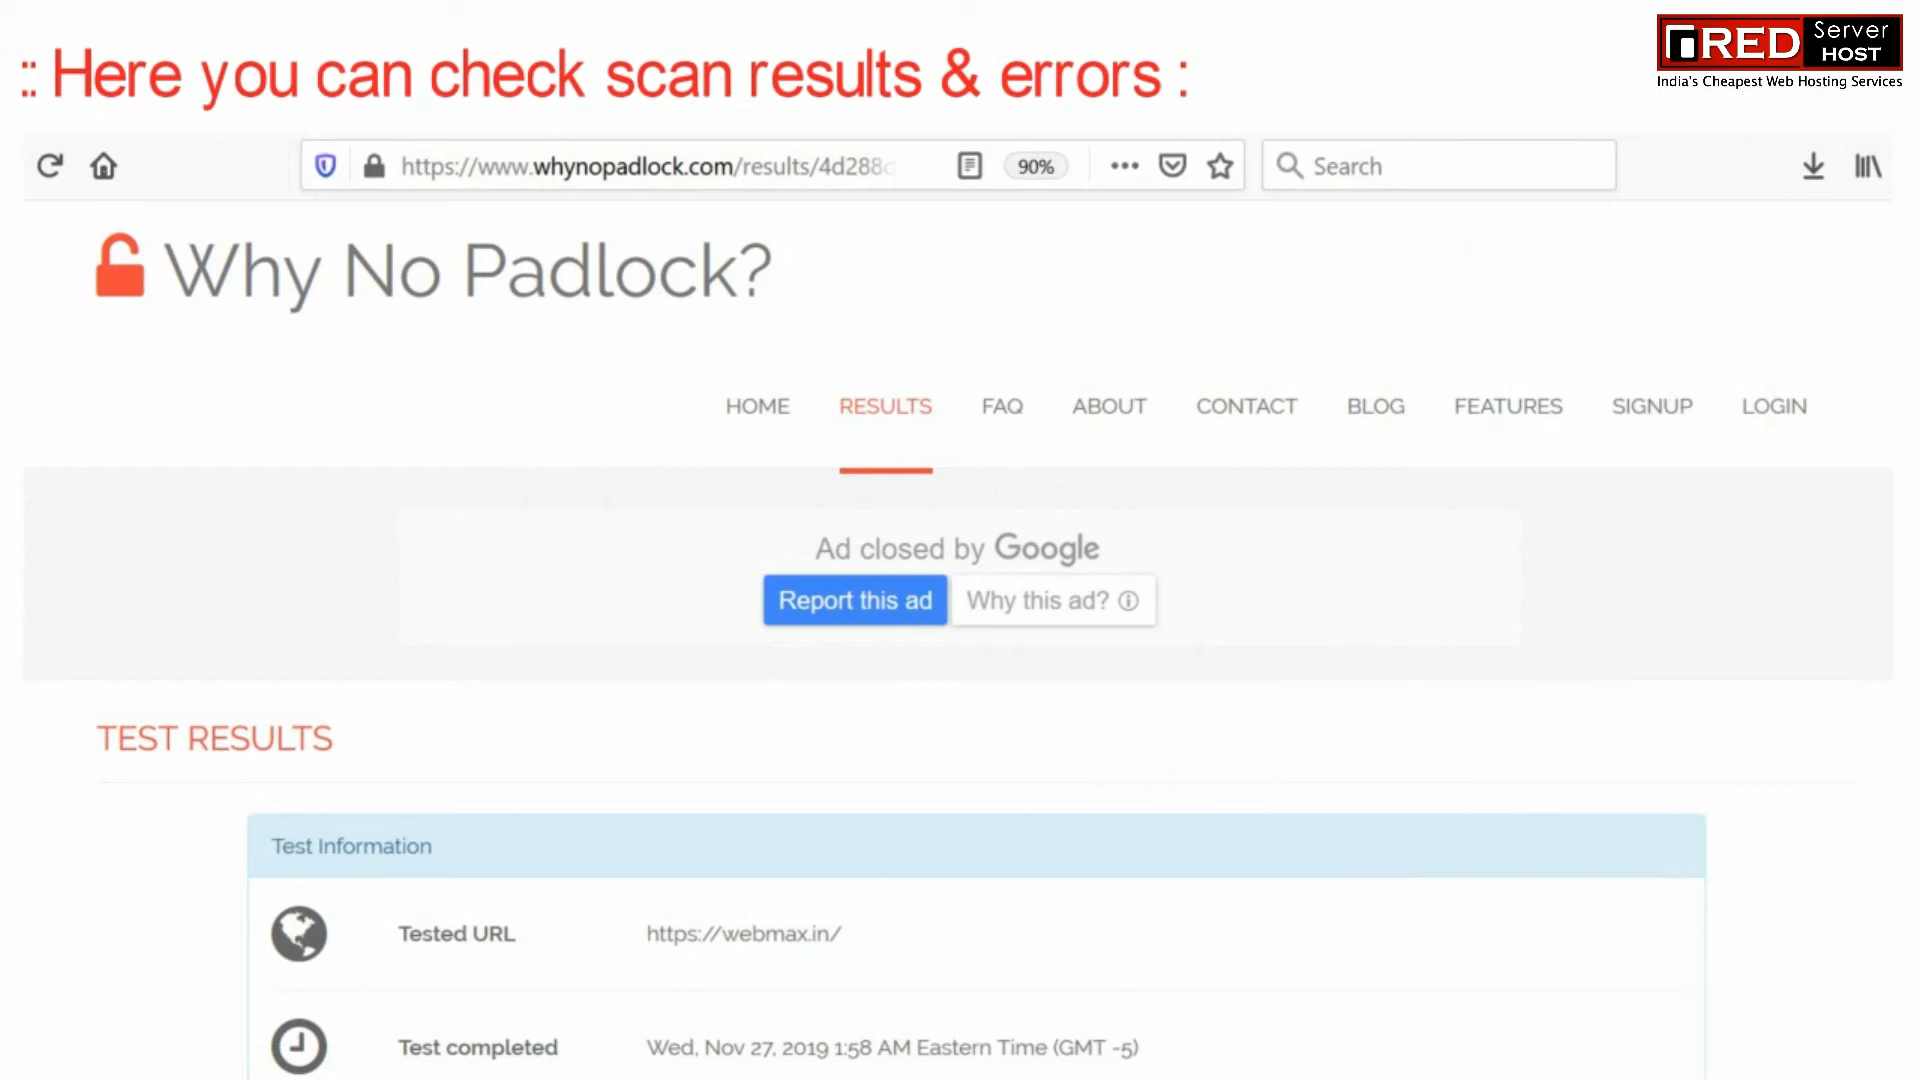 :: Here you can check scan results & errors :
RED Server HOST
India's Cheapest Web Hosting Services
https://www.whynopadlock.com/results/4d288d
90%
Search
Why No Padlock?
HOME RESULTS FAQ ABOUT CONTACT BLOG FEATURES SIGNUP LOGIN
Ad closed by Google
Report this ad Why this ad?
TEST RESULTS
Test Information
Tested URL https://webmax.in/
Test completed Wed, Nov 27, 2019 1:58 AM Eastern Time (GMT -5)